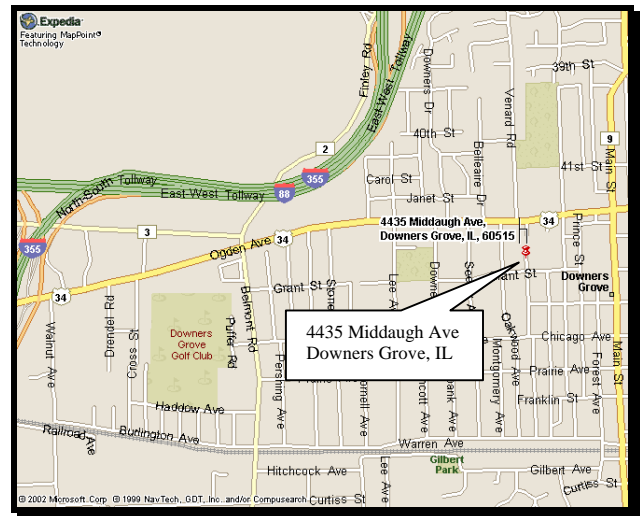 Expedia
Featuring MapPoint®
Technology
39th St
Finley Rd
East-West Tollway
Downers Dr
Venard Rd
2
40th St
9
Main St
Belleaire Dr
41st St
North-South Tollway
East West Tollway
88
355
Carol St
Janet St
4435 Middaugh Ave,
Downers Grove, IL, 60515
34
Prince St
3
Ogden Ave
34
355
34
Grant St
Downers
Grove
4435 Middaugh Ave
Downers Grove, IL
Walnut Ave
Drendel Rd
Cross St
Downers
Grove
Golf Club
Puffer Rd
Belmont Rd
Pershing Ave
Lee Ave
Montgomery Ave
Oakwood Ave
Chicago Ave
Prairie Ave
Forest Ave
Main St
Franklin St
Haddow Ave
Railroad Ave
Burlington Ave
Warren Ave
Gilbert
Park
Hitchcock Ave
Lee Ave
Gilbert Ave
Curtiss St
Curtiss St
© 2002 Microsoft Corp © 1999 NavTech, GDT, Inc. and/or Compusearch